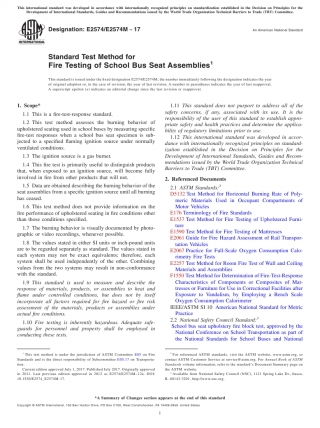 This international standard was developed in accordance with internationally recognized principles on standardization established in the Decision on Principles for the
Development of International Standards, Guides and Recommendations issued by the World Trade Organization Technical Barriers to Trade (TBT) Committee.
Designation: E2574/E2574M − 17
An American National Standard
INTERNATIONAL
Standard Test Method for
Fire Testing of School Bus Seat Assemblies1
This standard is issued under the fixed designation E2574/E2574M; the number immediately following the designation indicates the year
of original adoption or, in the case of revision, the year of last revision. A number in parentheses indicates the year of last reapproval.
A superscript epsilon (ε) indicates an editorial change since the last revision or reapproval.
1. Scope*
1.1 This is a fire-test-response standard.
1.2 This test method assesses the burning behavior of
upholstered seating used in school buses by measuring specific
fire-test responses when a school bus seat specimen is sub-
jected to a specified flaming ignition source under normally
ventilated conditions.
1.3 The ignition source is a gas burner.
1.4 The fire test is primarily useful to distinguish products
that, when exposed to an ignition source, will become fully
involved in fire from other products that will not.
1.5 Data are obtained describing the burning behavior of the
seat assemblies from a specific ignition source until all burning
has ceased.
1.6 This test method does not provide information on the
fire performance of upholstered seating in fire conditions other
than those conditions specified.
1.7 The burning behavior is visually documented by photo-
graphic or video recordings, whenever possible.
1.8 The values stated in either SI units or inch-pound units
are to be regarded separately as standard. The values stated in
each system may not be exact equivalents; therefore, each
system shall be used independently of the other. Combining
values from the two systems may result in non-conformance
with the standard.
1.9 This standard is used to measure and describe the
response of materials, products, or assemblies to heat and
flame under controlled conditions, but does not by itself
incorporate all factors required for fire hazard or fire risk
assessment of the materials, products or assemblies under
actual fire conditions.
1.10 Fire testing is inherently hazardous. Adequate safe-
guards for personnel and property shall be employed in
conducting these tests.
1.11 This standard does not purport to address all of the
safety concerns, if any, associated with its use. It is the
responsibility of the user of this standard to establish appro-
priate safety and health practices and determine the applica-
bility of regulatory limitations prior to use.
1.12 This international standard was developed in accor-
dance with internationally recognized principles on standard-
ization established in the Decision on Principles for the
Development of International Standards, Guides and Recom-
mendations issued by the World Trade Organization Technical
Barriers to Trade (TBT) Committee.
2. Referenced Documents
2.1 ASTM Standards:2
D5132 Test Method for Horizontal Burning Rate of Poly-
meric Materials Used in Occupant Compartments of
Motor Vehicles
E176 Terminology of Fire Standards
E1537 Test Method for Fire Testing of Upholstered Furni-
ture
E1590 Test Method for Fire Testing of Mattresses
E2061 Guide for Fire Hazard Assessment of Rail Transpor-
tation Vehicles
E2067 Practice for Full-Scale Oxygen Consumption Calo-
rimetry Fire Tests
E2257 Test Method for Room Fire Test of Wall and Ceiling
Materials and Assemblies
F1550 Test Method for Determination of Fire-Test-Response
Characteristics of Components or Composites of Mat-
tresses or Furniture for Use in Correctional Facilities after
Exposure to Vandalism, by Employing a Bench Scale
Oxygen Consumption Calorimeter
IEEE/ASTM SI 10 American National Standard for Metric
Practice
2.2 National Safety Council Standard:3
School bus seat upholstery fire block test, approved by the
National Conference on School Transportation as part of
the National Standards for School Buses and National
1 This test method is under the jurisdiction of ASTM Committee E05 on Fire
Standards and is the direct responsibility of Subcommittee E05.17 on Transporta-
tion.
Current edition approved July 1, 2017. Published July 2017. Originally approved
in 2011. Last previous edition approved in 2012 as E2574/E2574M-12a. DOI:
10.1520/E2574_E2574M-17.
2 For referenced ASTM standards, visit the ASTM website, www.astm.org, or
contact ASTM Customer Service at service@astm.org. For Annual Book of ASTM
Standards volume information, refer to the standard's Document Summary page on
the ASTM website.
3 Available from National Safety Council (NSC), 1121 Spring Lake Dr., Itasca,
IL 60143-3201, http://www.nsc.org.
*A Summary of Changes section appears at the end of this standard
Copyright © ASTM International, 100 Barr Harbor Drive, PO Box C700, West Conshohocken, PA 19428-2959. United States
1